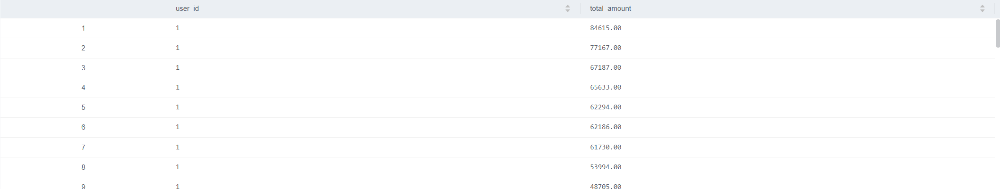 user_id total_amount
1 1 84615.00
2 1 77167.00
3 1 67187.00
4 1 65633.00
5 1 62294.00
6 1 62186.00
7 1 61730.00
8 1 53994.00
9 1 48705.00